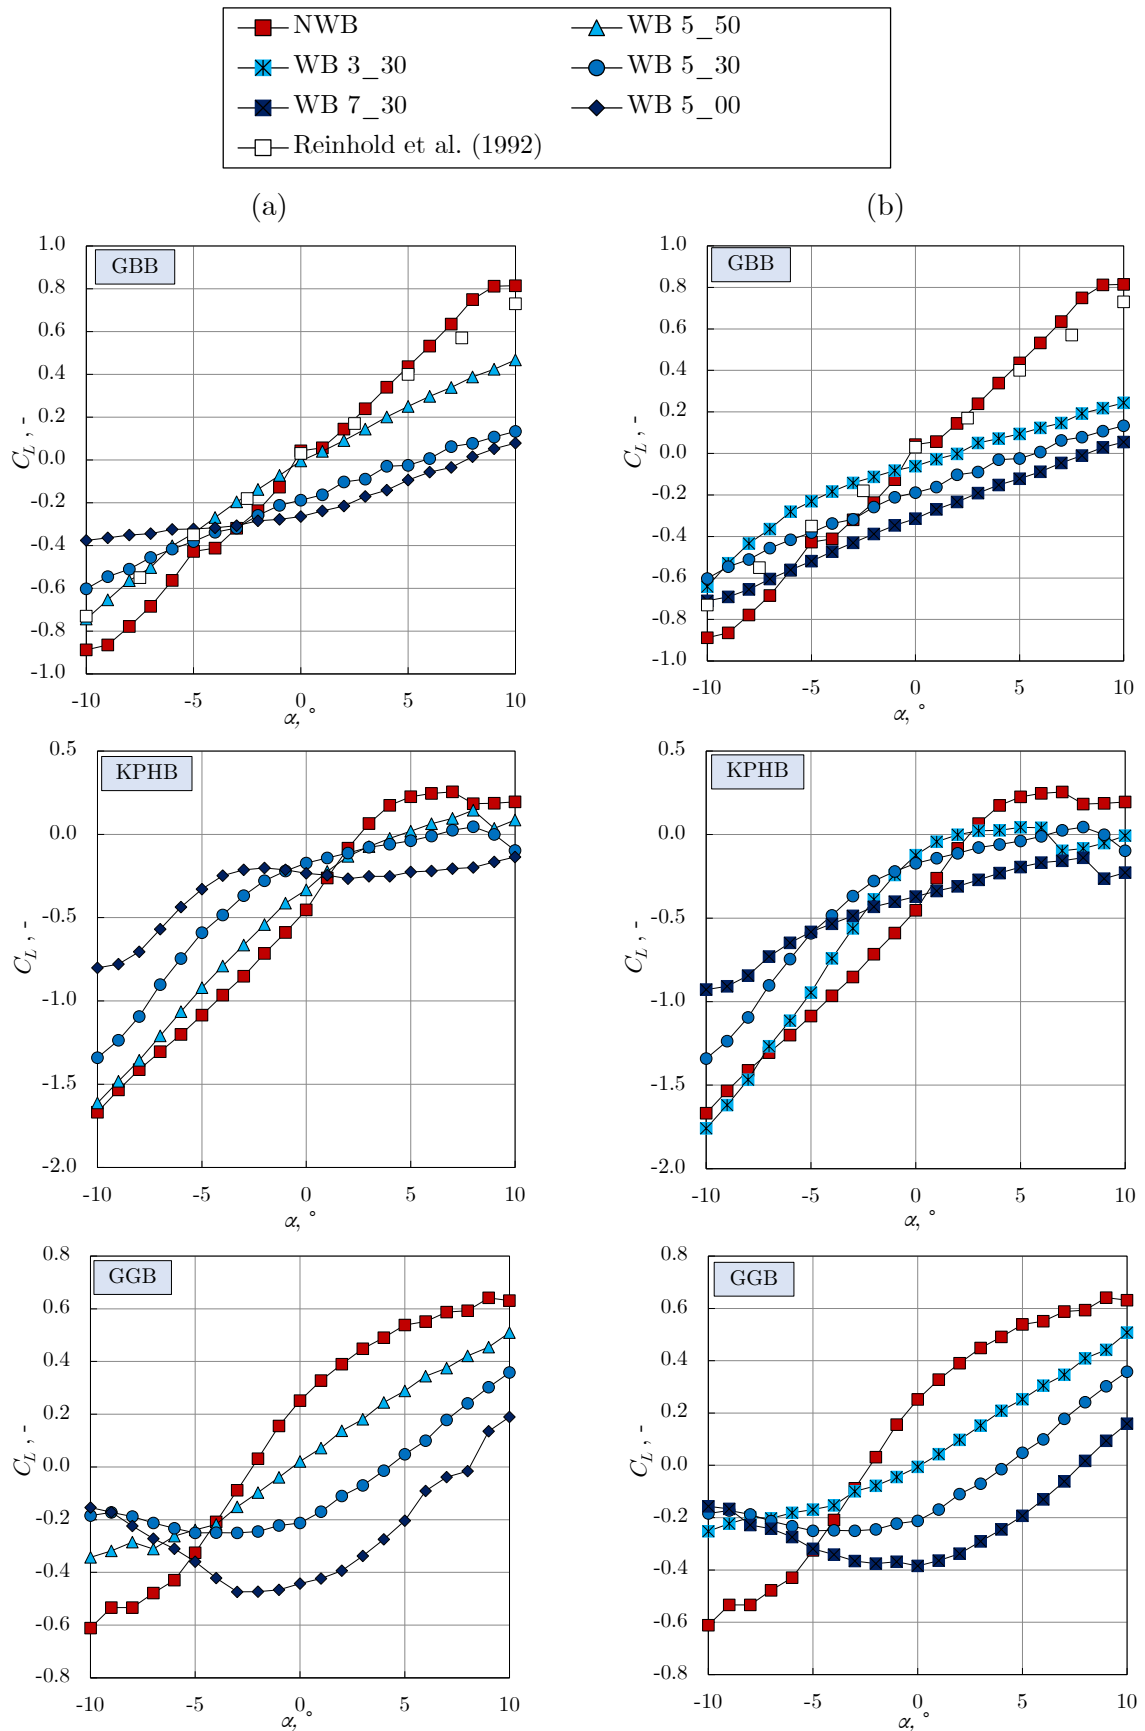 NWB
WB 5_50
WB 3_30
WB 5_30
WB 7_30
WB 5_00
Reinhold et al. (1992)
(a)
(b)
GBB
1.0
0.8
0.6
0.4
0.2
0.0
-0.2
-0.4
-0.6
-0.8
-1.0
C_L, -
-10 -5 0 5 10
α, °
GBB
1.0
0.8
0.6
0.4
0.2
0.0
-0.2
-0.4
-0.6
-0.8
-1.0
C_L, -
-10 -5 0 5 10
α, °
KPHB
0.5
0.0
-0.5
-1.0
-1.5
-2.0
C_L, -
-10 -5 0 5 10
α, °
KPHB
0.5
0.0
-0.5
-1.0
-1.5
-2.0
C_L, -
-10 -5 0 5 10
α, °
GGB
0.8
0.6
0.4
0.2
0.0
-0.2
-0.4
-0.6
-0.8
C_L, -
-10 -5 0 5 10
α, °
GGB
0.8
0.6
0.4
0.2
0.0
-0.2
-0.4
-0.6
-0.8
C_L, -
-10 -5 0 5 10
α, °